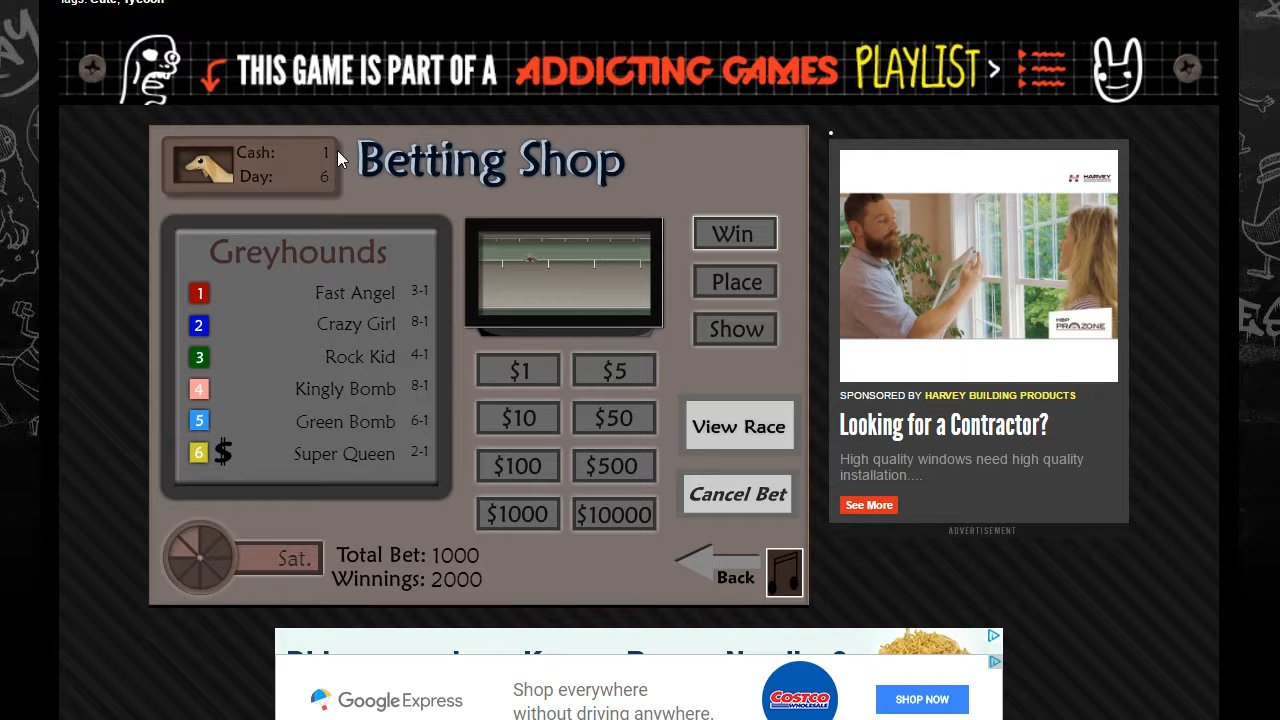 Tags: Cute, Tycoon
THIS GAME IS PART OF A ADDICTING GAMES PLAYLIST >
Cash: 1
Day: 6
Betting Shop
Greyhounds
1 Fast Angel 3-1
2 Crazy Girl 8-1
3 Rock Kid 4-1
4 Kingly Bomb 8-1
5 Green Bomb 6-1
6 $ Super Queen 2-1
Win
Place
Show
$1 $5
$10 $50
$100 $500
$1000 $10000
View Race
Cancel Bet
Sat.
Total Bet: 1000
Winnings: 2000
Back
HARVEY
HBP
PROZONE
SPONSORED BY HARVEY BUILDING PRODUCTS
Looking for a Contractor?
High quality windows need high quality
installation....
See More
ADVERTISEMENT
Google Express
Shop everywhere
without driving anywhere.
COSTCO
WHOLESALE
SHOP NOW